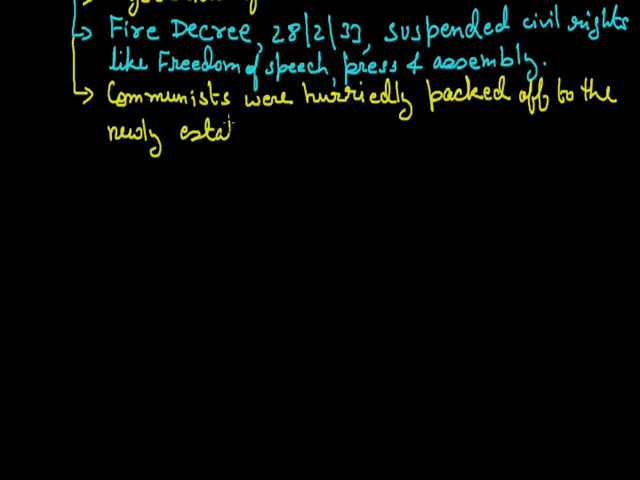 Fire Decree, 28/2/33, suspended civil rights
like Freedom of speech, press & assembly.
Communists were hurriedly packed off to the
newly esta